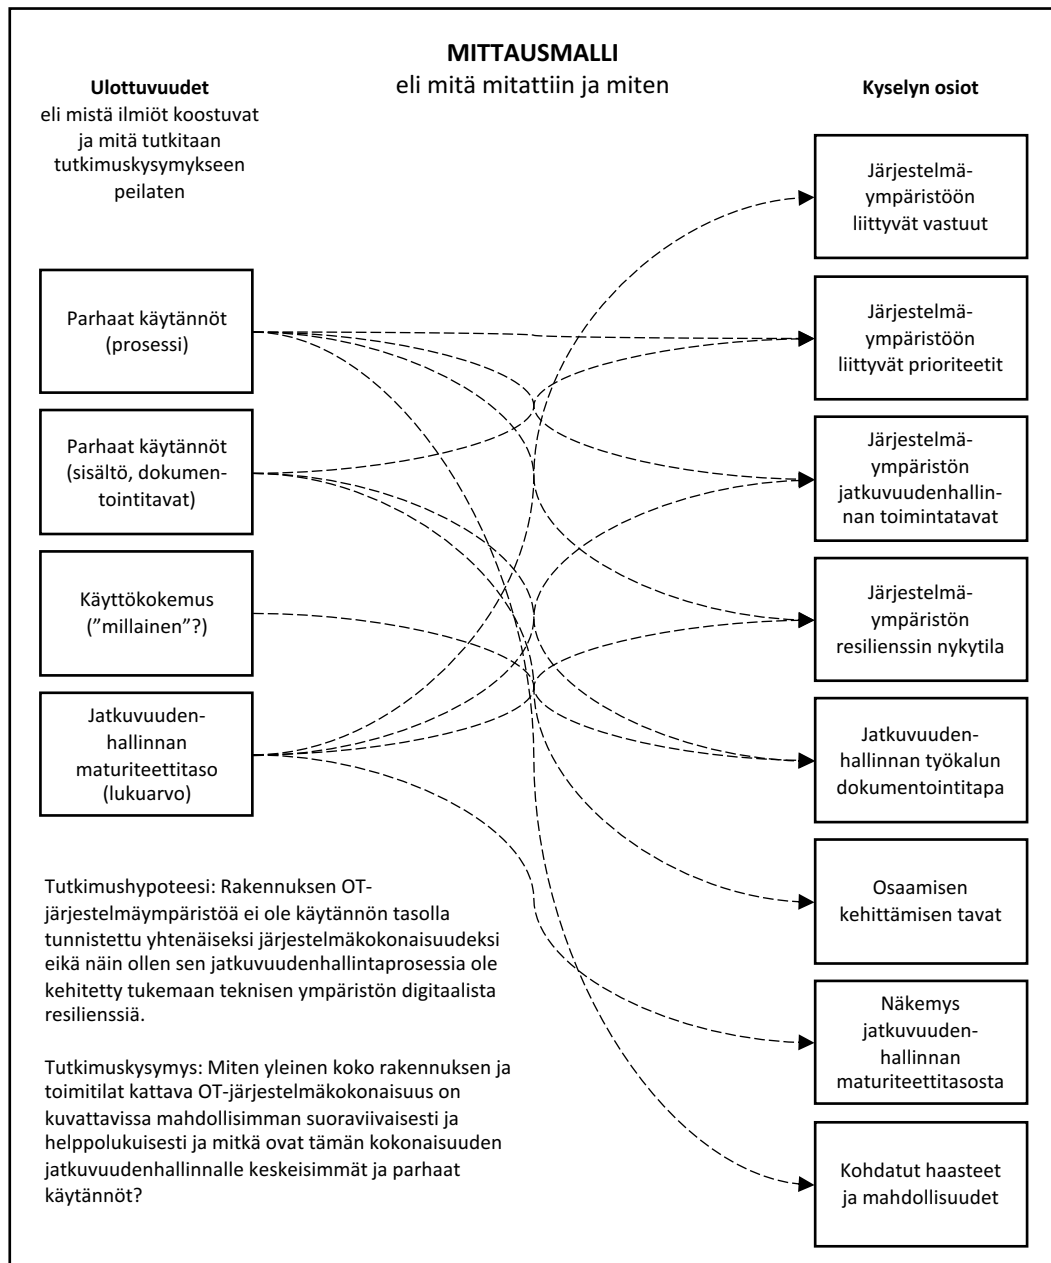 MITTAUSMALLI
eli mitä mitattiin ja miten
Ulottuvuudet
eli mistä ilmiöt koostuvat
ja mitä tutkitaan
tutkimuskysymykseen
peilaten
Parhaat käytännöt
(prosessi)
Parhaat käytännöt
(sisältö, dokumen-
tointitavat)
Käyttökokemus
(”millainen”?)
Jatkuvuuden-
hallinnan
maturiteettitaso
(lukuarvo)
Kyselyn osiot
Järjestelmä-
ympäristöön
liittyvät vastuut
Järjestelmä-
ympäristöön
liittyvät prioriteetit
Järjestelmä-
ympäristön
jatkuvuudenhallin-
nan toimintatavat
Järjestelmä-
ympäristön
resilienssin nykytila
Jatkuvuuden-
hallinnan työkalun
dokumentointitapa
Osaamisen
kehittämisen tavat
Näkemys
jatkuvuuden-
hallinnan
maturiteettitasosta
Kohdatut haasteet
ja mahdollisuudet
Tutkimushypoteesi: Rakennuksen OT-
järjestelmäympäristöä ei ole käytännön tasolla
tunnistettu yhtenäiseksi järjestelmäkokonaisuudeksi
eikä näin ollen sen jatkuvuudenhallintaprosessia ole
kehitetty tukemaan teknisen ympäristön digitaalista
resilienssiä.
Tutkimuskysymys: Miten yleinen koko rakennuksen ja
toimitilat kattava OT-järjestelmäkokonaisuus on
kuvattavissa mahdollisimman suoraviivaisesti ja
helppolukuisesti ja mitkä ovat tämän kokonaisuuden
jatkuvuudenhallinnalle keskeisimmät ja parhaat
käytännöt?